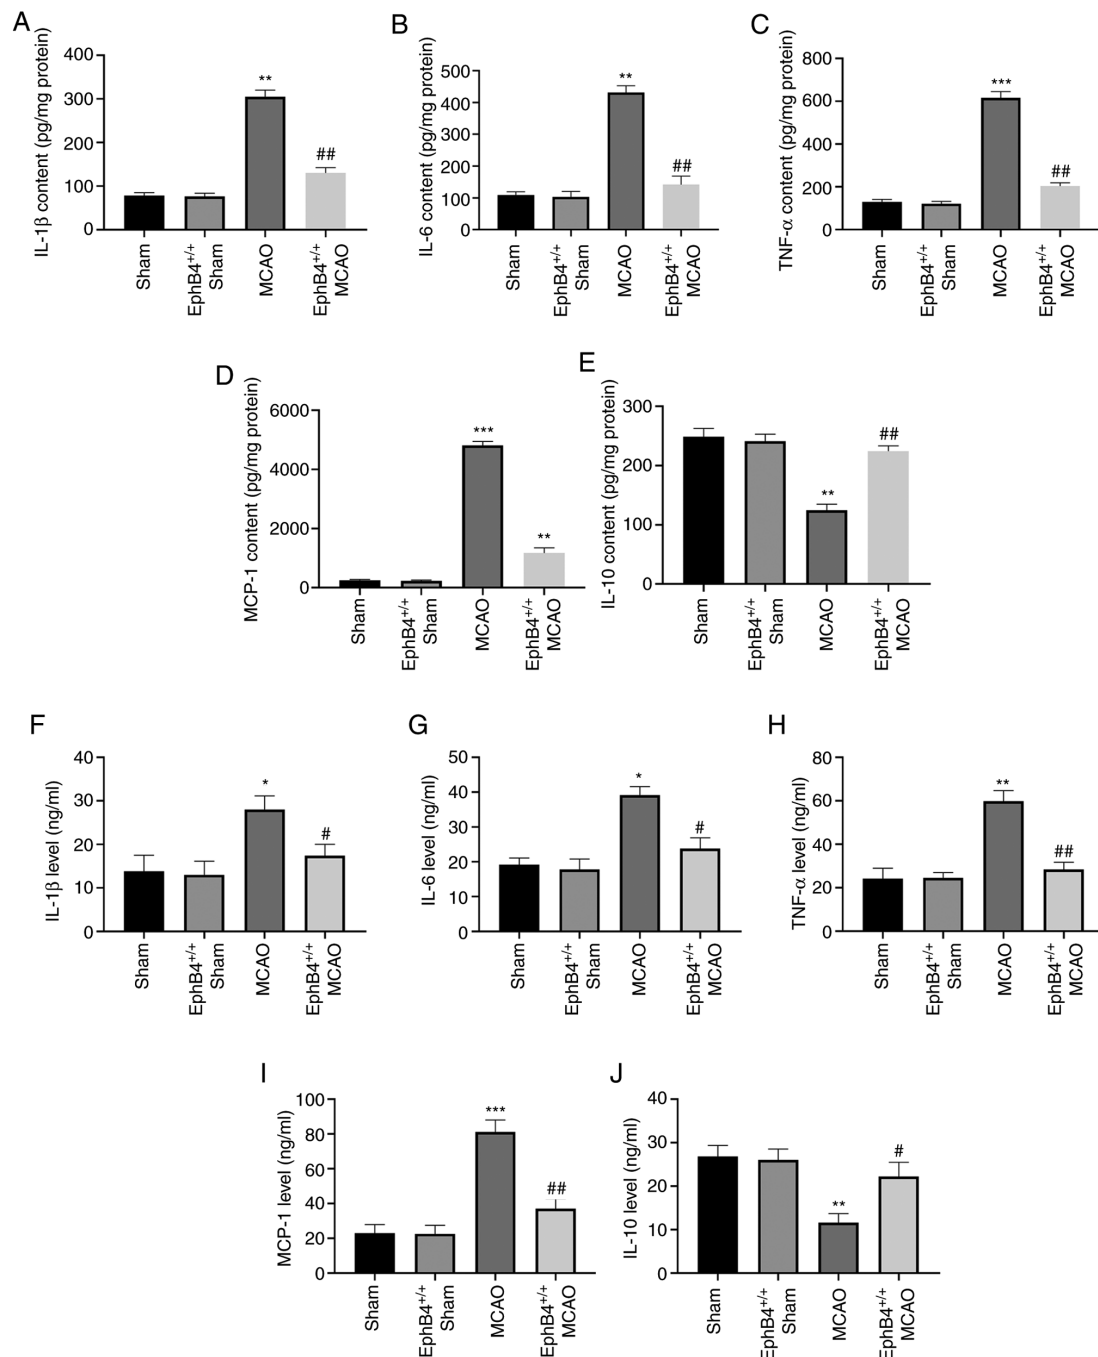 A
IL-1β content (pg/mg protein)
400
300
200
100
0
**
##
Sham
EphB4+/+
Sham
MCAO
EphB4+/+
MCAO
B
IL-6 content (pg/mg protein)
500
400
300
200
100
0
**
##
Sham
EphB4+/+
Sham
MCAO
EphB4+/+
MCAO
C
TNF-α content (pg/mg protein)
800
600
400
200
0
***
##
Sham
EphB4+/+
Sham
MCAO
EphB4+/+
MCAO
D
MCP-1 content (pg/mg protein)
6000
4000
2000
0
***
**
Sham
EphB4+/+
Sham
MCAO
EphB4+/+
MCAO
E
IL-10 content (pg/mg protein)
300
200
100
0
**
##
Sham
EphB4+/+
Sham
MCAO
EphB4+/+
MCAO
F
IL-1β level (ng/ml)
40
30
20
10
0
*
#
Sham
EphB4+/+
Sham
MCAO
EphB4+/+
MCAO
G
IL-6 level (ng/ml)
50
40
30
20
10
0
*
#
Sham
EphB4+/+
Sham
MCAO
EphB4+/+
MCAO
H
TNF-α level (ng/ml)
80
60
40
20
0
**
##
Sham
EphB4+/+
Sham
MCAO
EphB4+/+
MCAO
I
MCP-1 level (ng/ml)
100
80
60
40
20
0
***
##
Sham
EphB4+/+
Sham
MCAO
EphB4+/+
MCAO
J
IL-10 level (ng/ml)
40
30
20
10
0
**
#
Sham
EphB4+/+
Sham
MCAO
EphB4+/+
MCAO